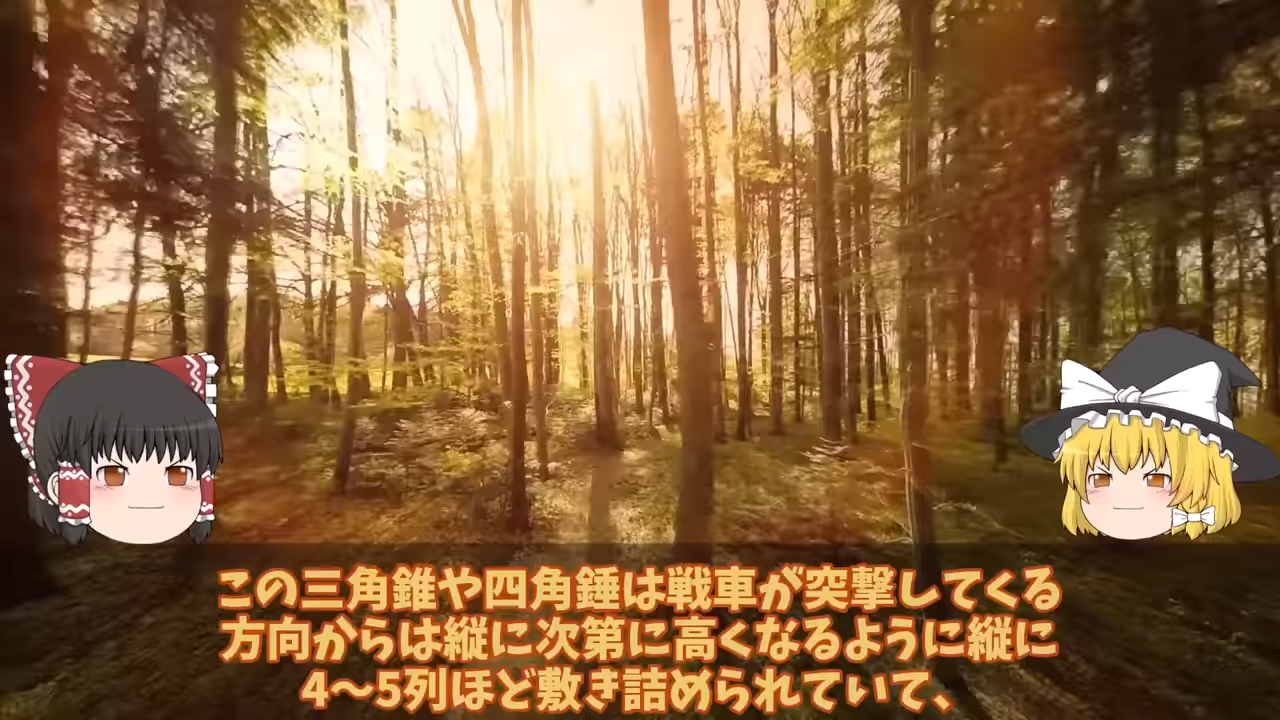 この三角錐や四角錘は戦車が突撃してくる
方向からは縦に次第に高くなるように縦に
4〜5列ほど敷き詰められていて、